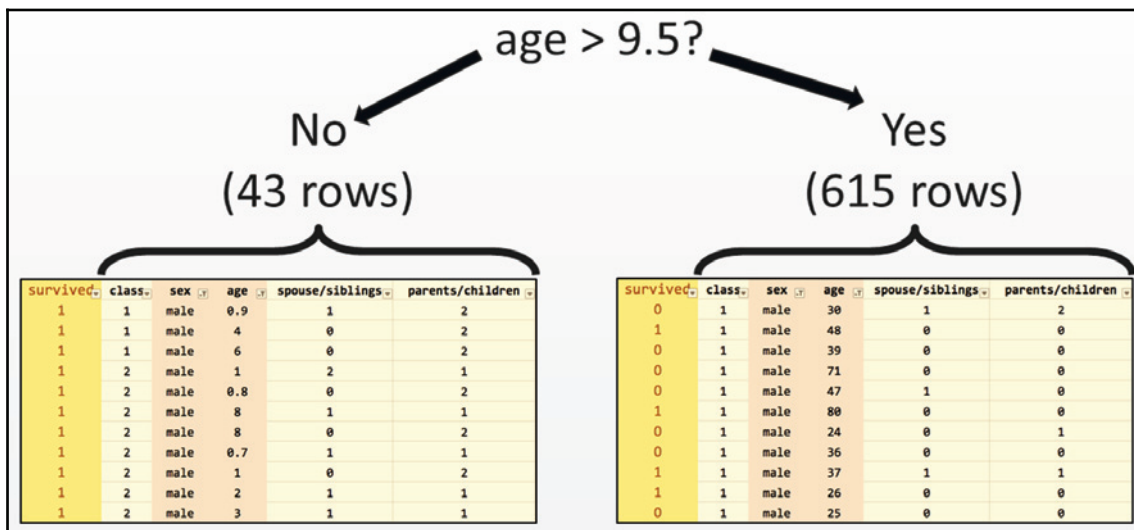 age > 9.5?
No
(43 rows)
Yes
(615 rows)
survived class sex age spouse/siblings parents/children
1 1 male 0.9 1 2
1 1 male 4 0 2
1 1 male 6 0 2
1 2 male 1 2 1
1 2 male 0.8 0 2
1 2 male 8 1 1
1 2 male 8 0 2
1 2 male 0.7 1 1
1 2 male 1 0 2
1 2 male 2 1 1
1 2 male 3 1 1
survived class sex age spouse/siblings parents/children
0 1 male 30 1 2
1 1 male 48 0 0
0 1 male 39 0 0
0 1 male 71 0 0
0 1 male 47 1 0
1 1 male 80 0 0
0 1 male 24 0 1
0 1 male 36 0 0
1 1 male 37 1 1
1 1 male 26 0 0
0 1 male 25 0 0